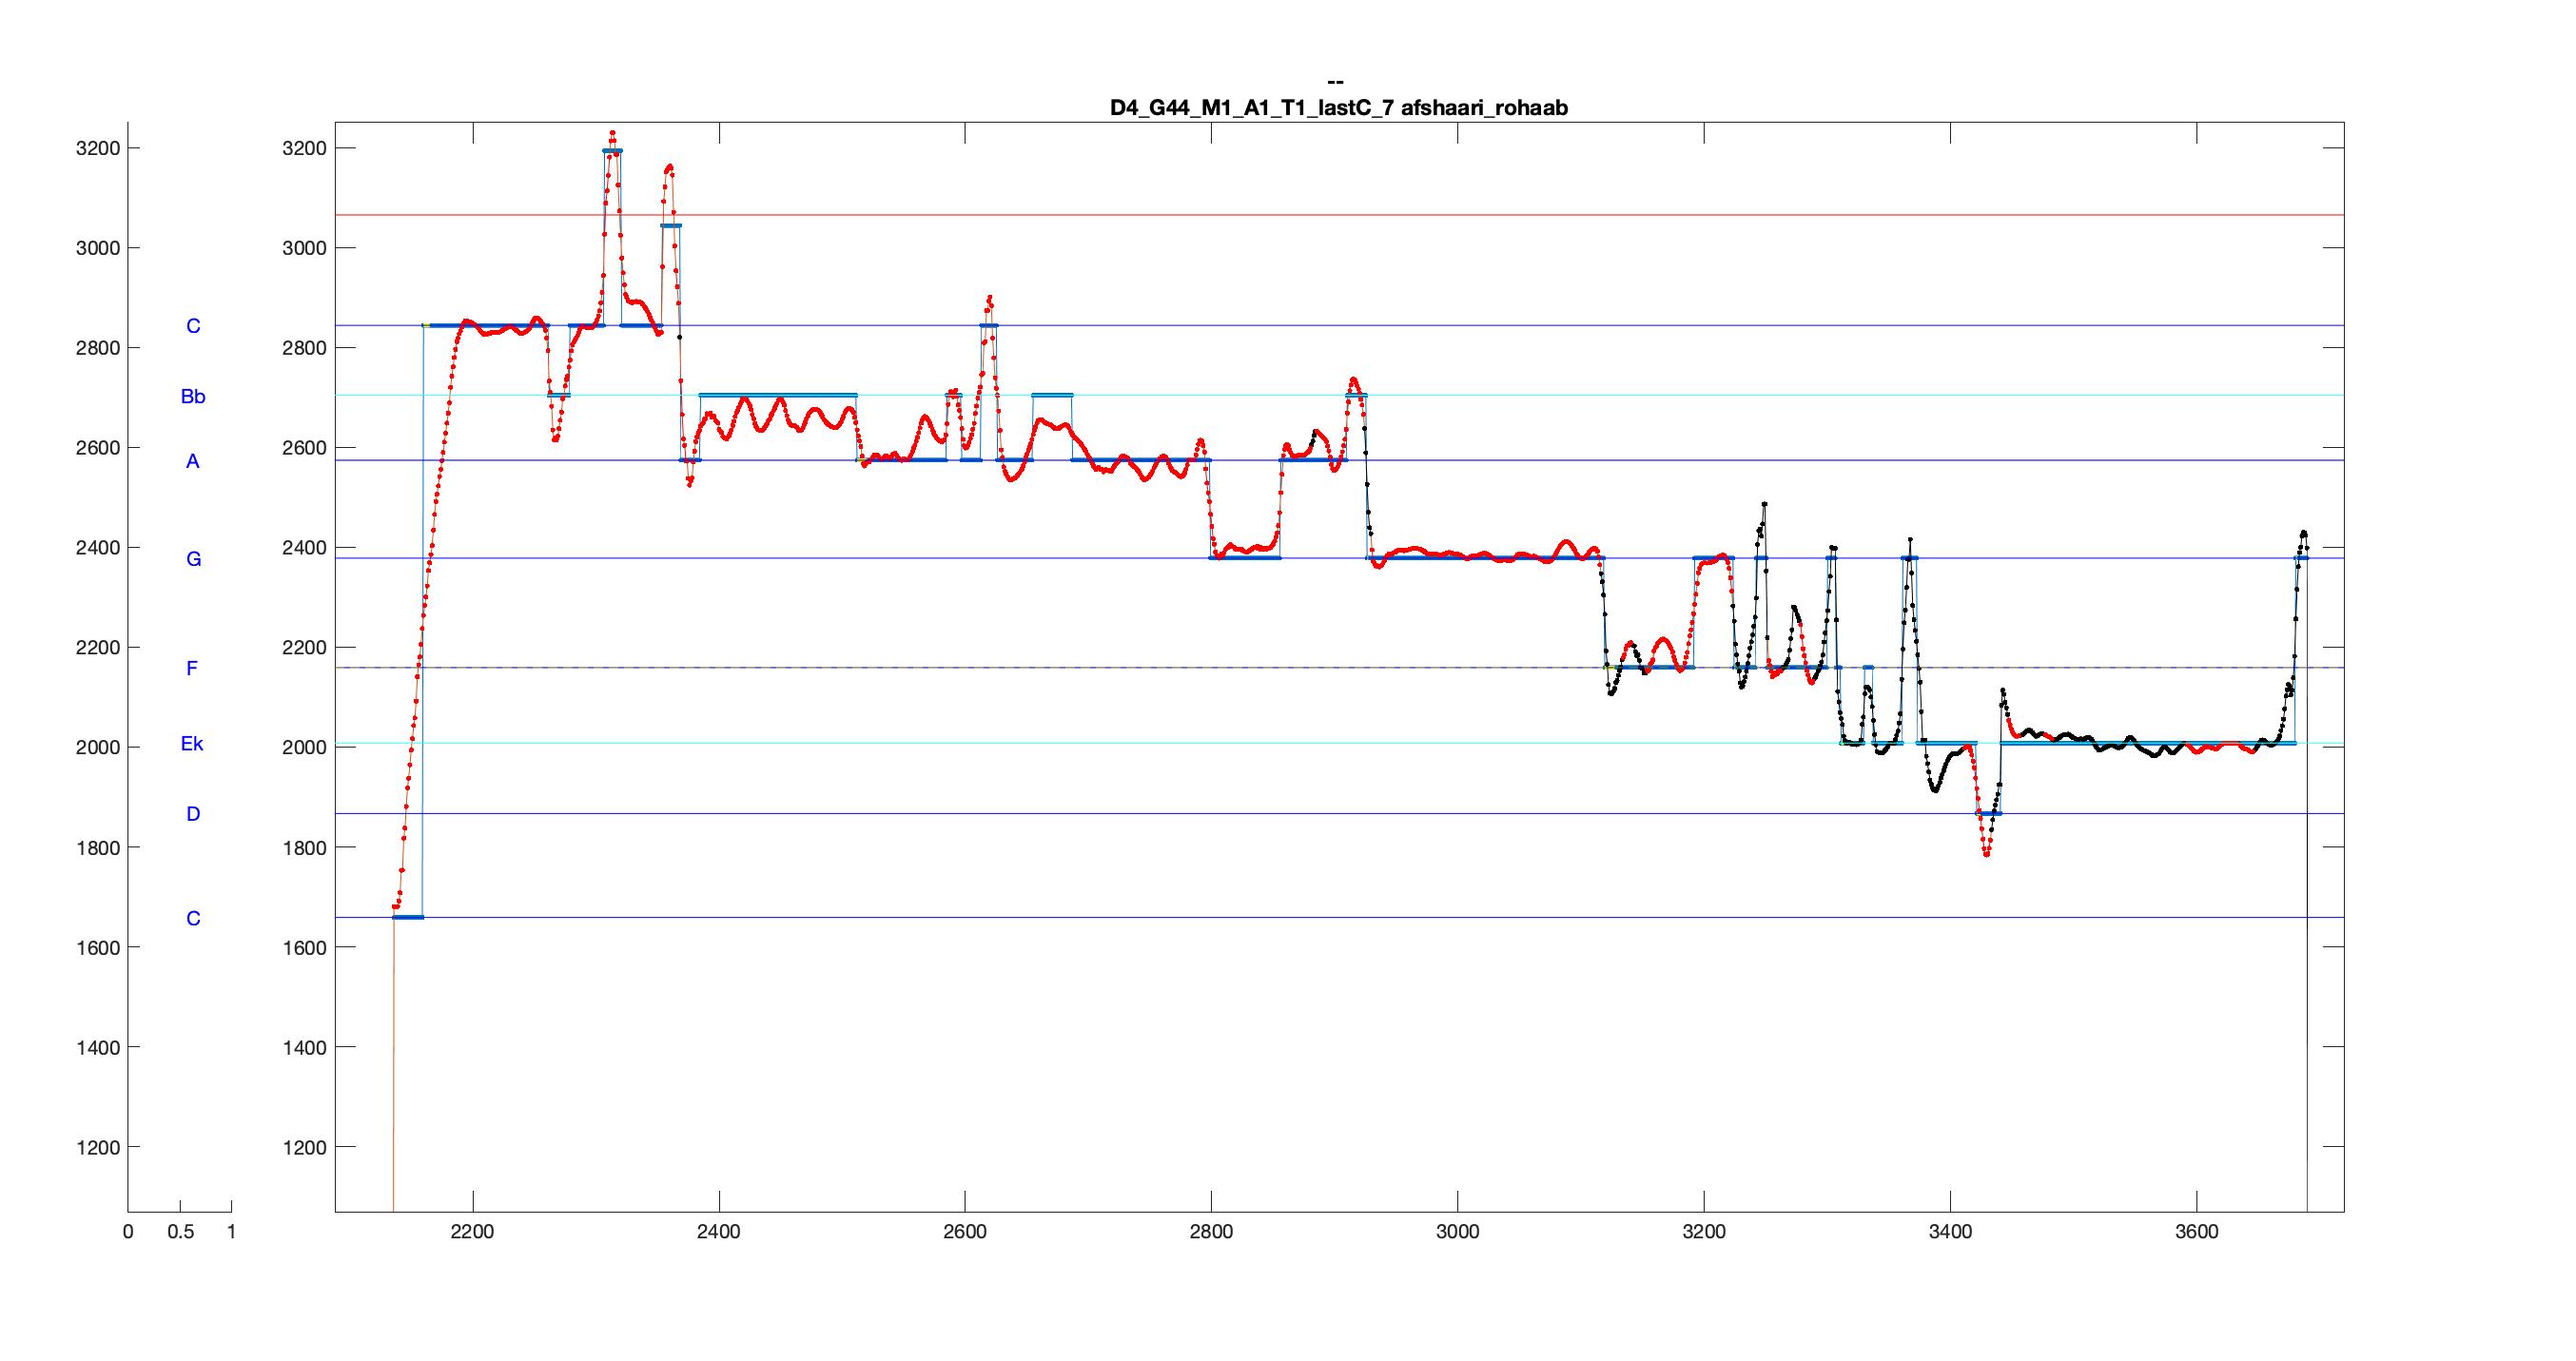 --
D4_G44_M1_A1_T1_lastC_7 afshaari_rohaab
3200 3200
3000 3000
C
2800 2800
Bb
2600 2600
A
2400 2400
G
2200 2200
F
2000 Ek 2000
D
1800 1800
C
1600 1600
1400 1400
1200 1200
0 0.5 1 2200 2400 2600 2800 3000 3200 3400 3600